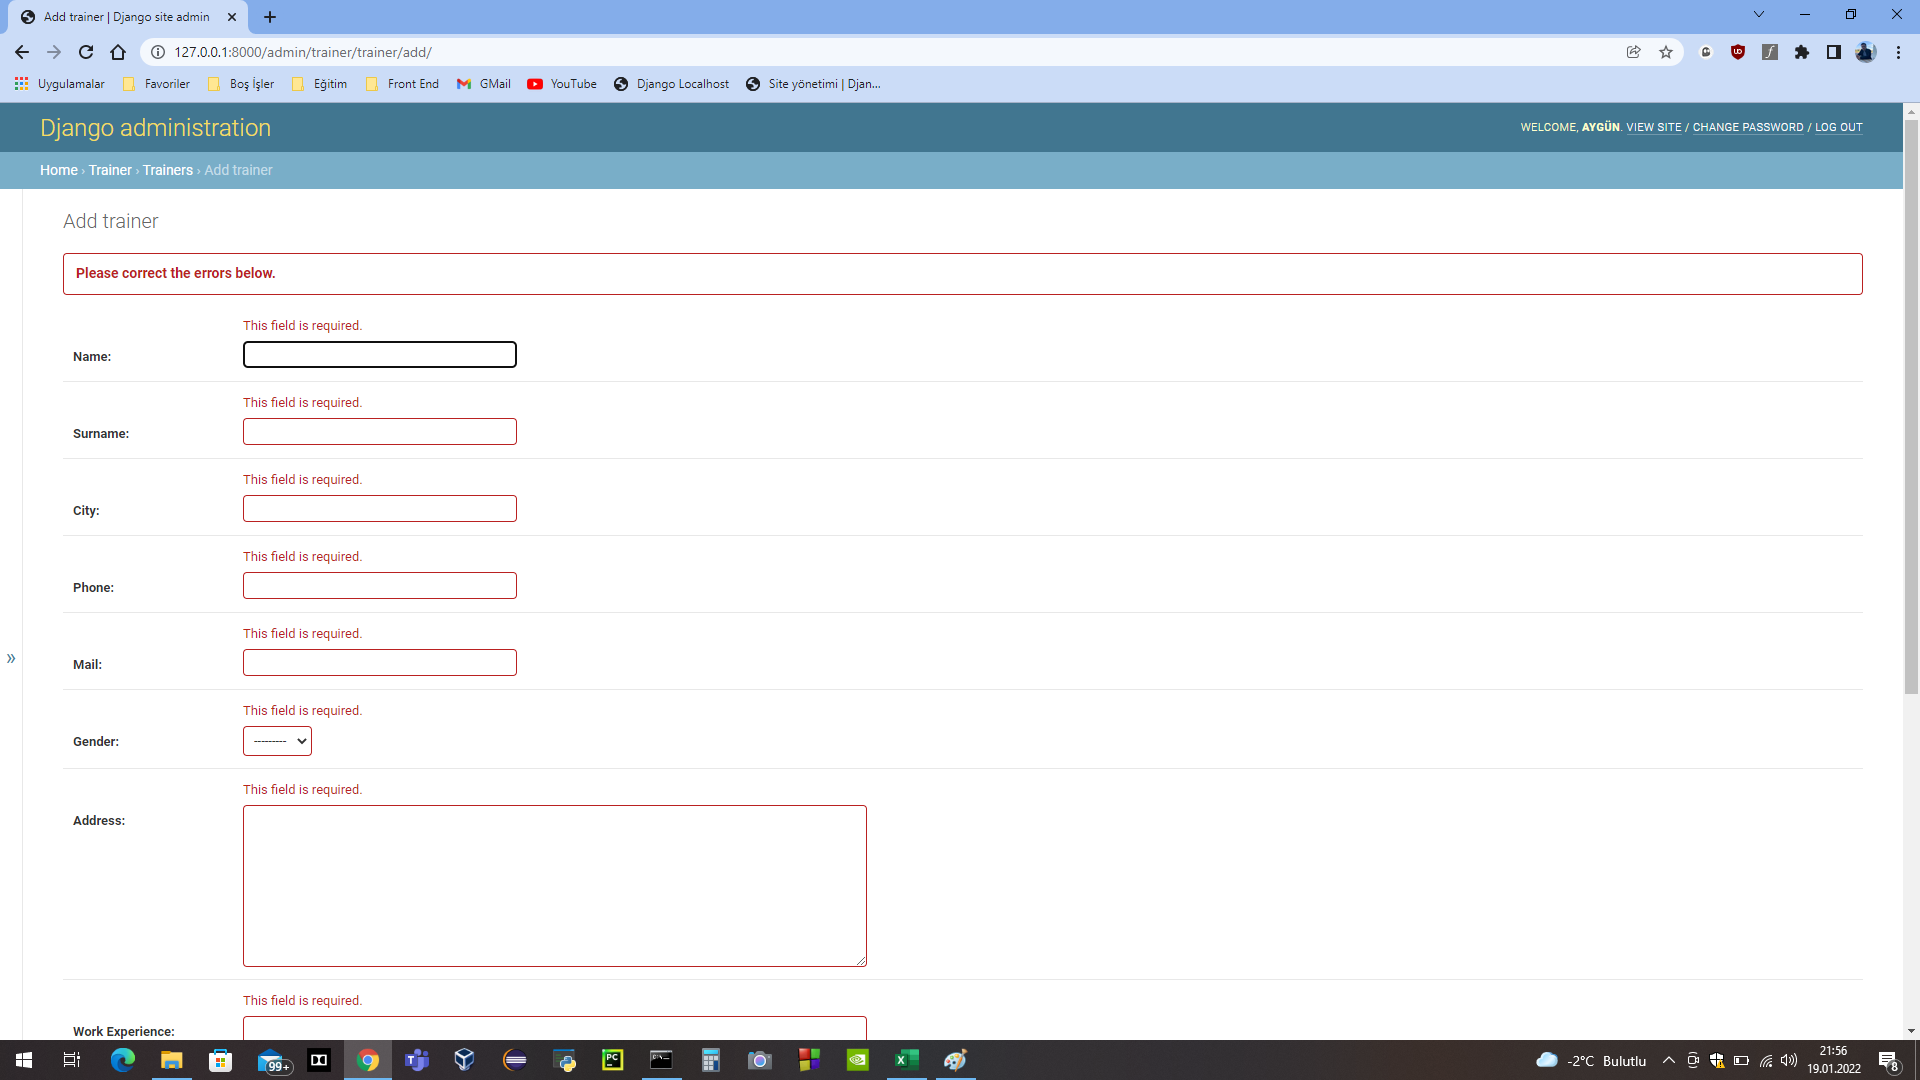 Add trainer | Django site admin
127.0.0.1:8000/admin/trainer/trainer/add/
Uygulamalar Favoriler Boş İşler Eğitim Front End GMail YouTube Django Localhost Site yönetimi | Djan...
Django administration
WELCOME, AYGÜN. VIEW SITE / CHANGE PASSWORD / LOG OUT
Home › Trainer › Trainers › Add trainer
Add trainer
Please correct the errors below.
This field is required.
Name:
This field is required.
Surname:
This field is required.
City:
This field is required.
Phone:
This field is required.
Mail:
This field is required.
Gender: ---------
This field is required.
Address:
This field is required.
Work Experience:
»
99+
-2°C Bulutlu
21:56
19.01.2022
8